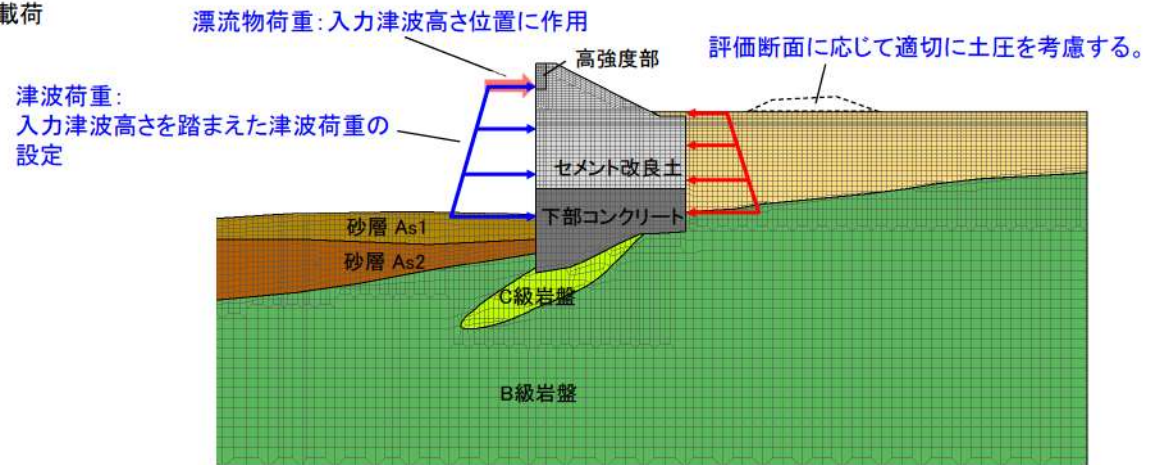 載荷
漂流物荷重：入力津波高さ位置に作用
高強度部
評価断面に応じて適切に土圧を考慮する。
津波荷重：
入力津波高さを踏まえた津波荷重の
設定
セメント改良土
下部コンクリート
砂層 As1
砂層 As2
C級岩盤
B級岩盤